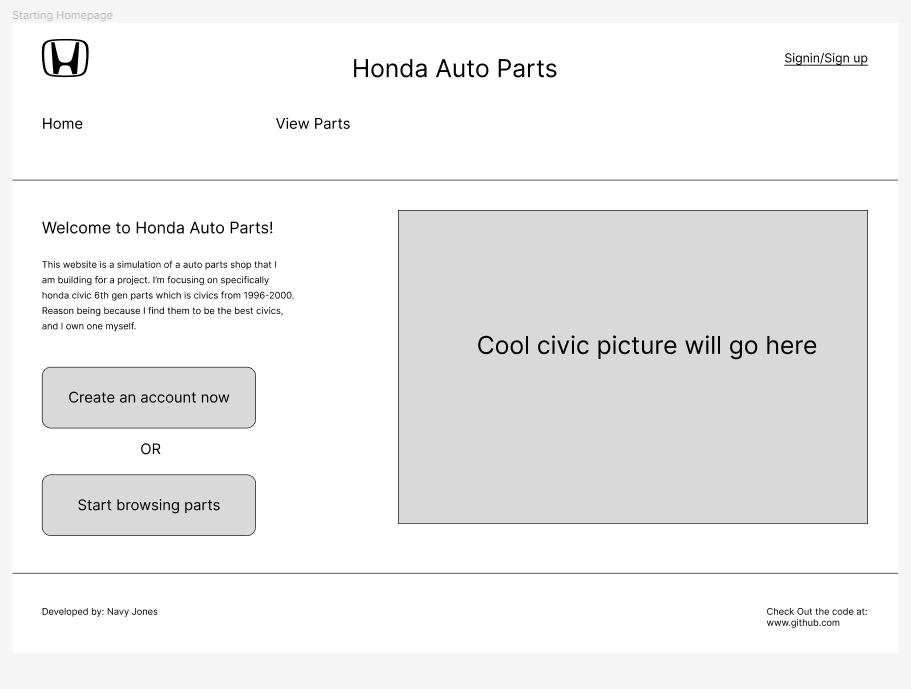 Starting Homepage
Honda Auto Parts
Signin/Sign up
Home
View Parts
Welcome to Honda Auto Parts!
This website is a simulation of a auto parts shop that I
am building for a project. I'm focusing on specifically
honda civic 6th gen parts which is civics from 1996-2000.
Reason being because I find them to be the best civics,
and I own one myself.
Cool civic picture will go here
Create an account now
OR
Start browsing parts
Developed by: Navy Jones
Check Out the code at:
www.github.com